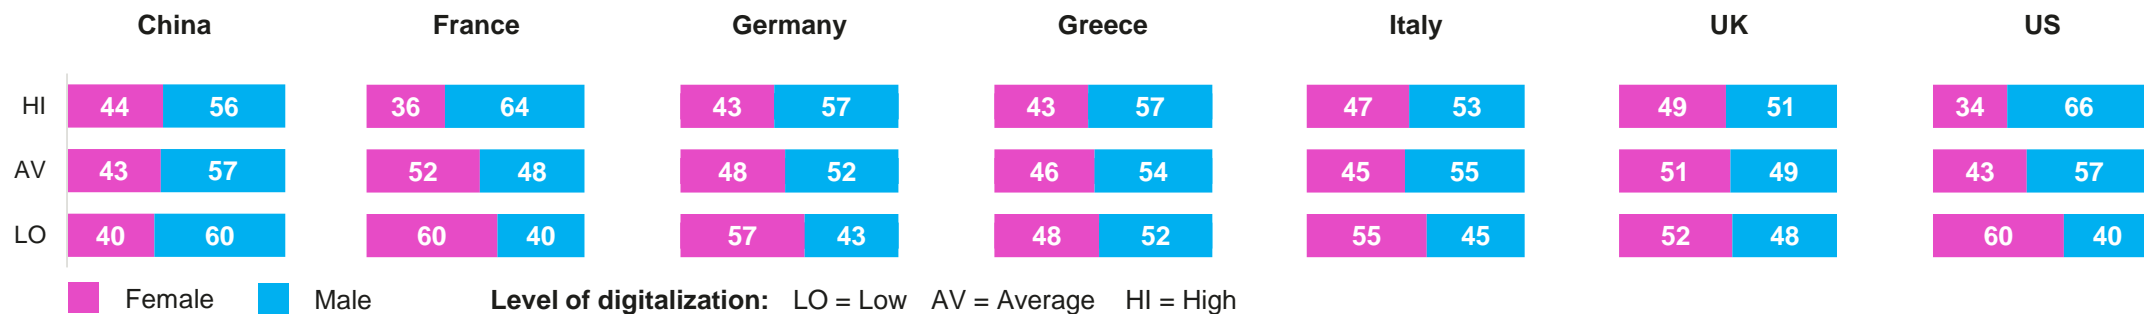 China France Germany Greece Italy UK US
HI 44 56 36 64 43 57 43 57 47 53 49 51 34 66
AV 43 57 52 48 48 52 46 54 45 55 51 49 43 57
LO 40 60 60 40 57 43 48 52 55 45 52 48 60 40
Female Male Level of digitalization: LO = Low AV = Average HI = High